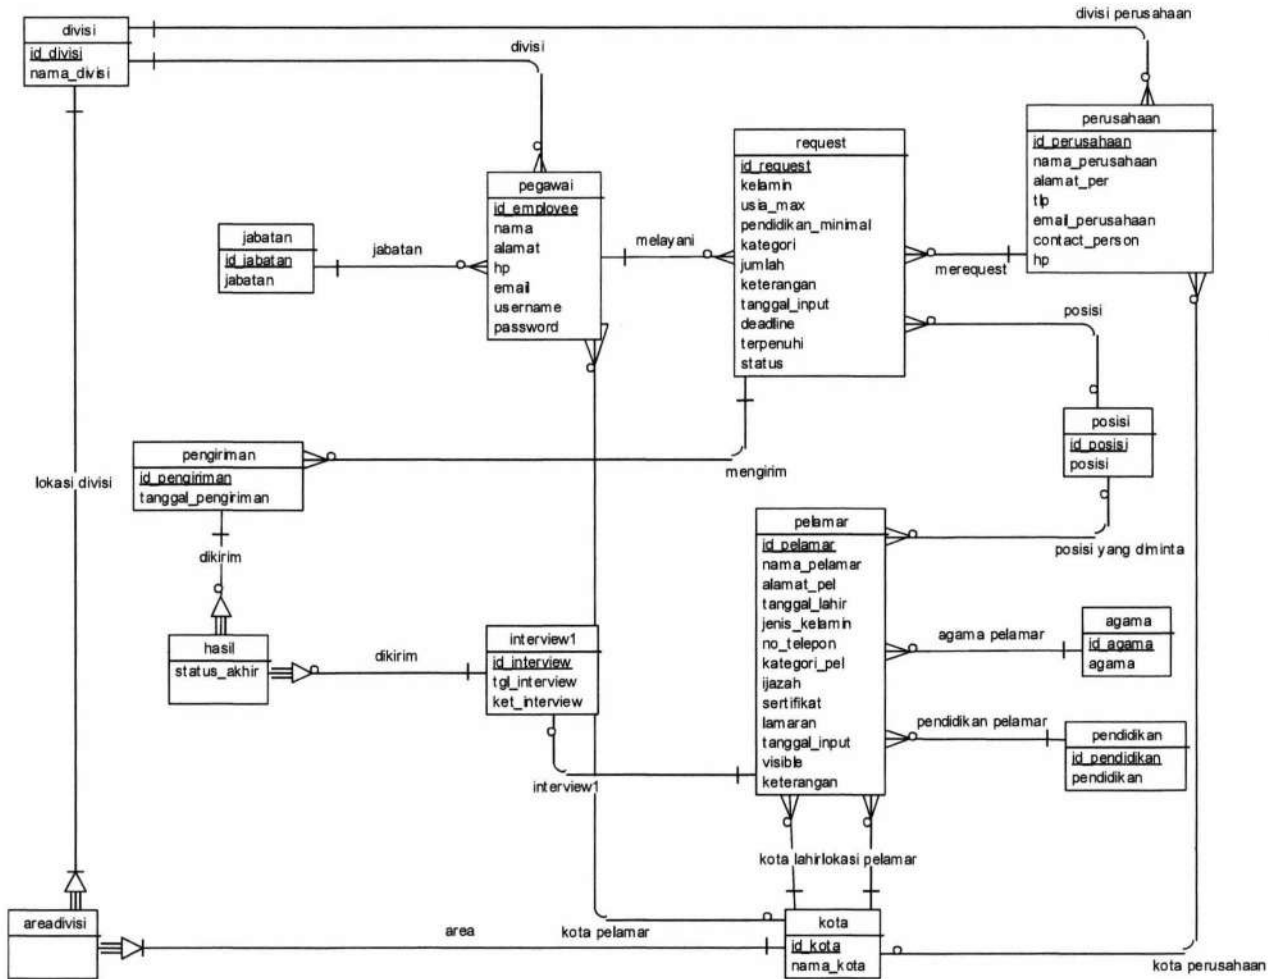 divisi perusahaan
divisi
id_divisi
nama_divisi
divisi
perusahaan
id_perusahaan
nama_perusahaan
alamat_per
tlp
email_perusahaan
contact_person
hp
request
id_request
kelamin
usia_max
pendidikan_minimal
kategori
jumlah
keterangan
tanggal_input
deadline
terpenuhi
status
pegawai
id_employee
nama
alamat
hp
email
username
password
jabatan
id_jabatan
jabatan
jabatan
melayani
merequest
posisi
posisi
id_posisi
posisi
pengiriman
id_pengiriman
tanggal_pengiriman
mengirim
lokasi divisi
pelamar
id_pelamar
nama_pelamar
alamat_pel
tanggal_lahir
jenis_kelamin
no_telepon
kategori_pel
ijazah
sertifikat
lamaran
tanggal_input
visible
keterangan
posisi yang diminta
dikirim
agama pelamar
agama
id_agama
agama
hasil
status_akhir
dikirim
interview1
id_interview
tgl_interview
ket_interview
pendidikan pelamar
pendidikan
id_pendidikan
pendidikan
interview1
kota lahirlokasi pelamar
areadivisi
area
kota pelamar
kota
id_kota
nama_kota
kota perusahaan